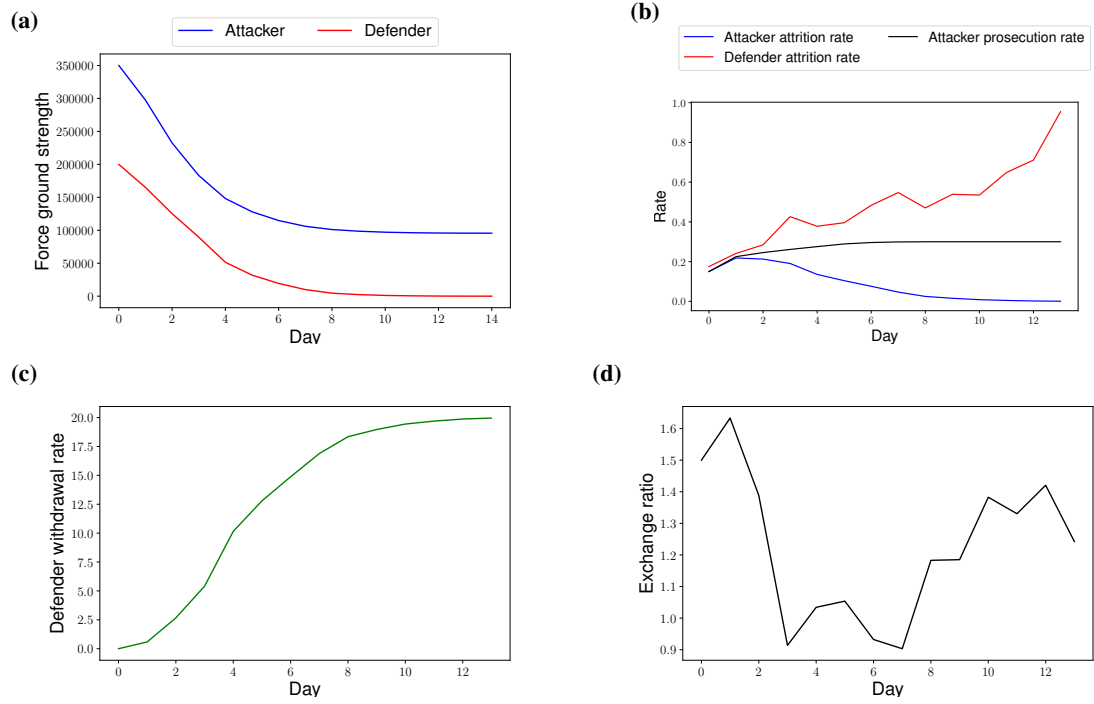 (a)
Attacker
Defender
350000
300000
250000
200000
150000
100000
50000
0
Force ground strength
0 2 4 6 8 10 12 14
Day
(b)
Attacker attrition rate
Attacker prosecution rate
Defender attrition rate
1.0
0.8
0.6
0.4
0.2
0.0
Rate
0 2 4 6 8 10 12
Day
(c)
20.0
17.5
15.0
12.5
10.0
7.5
5.0
2.5
0.0
Defender withdrawal rate
0 2 4 6 8 10 12
Day
(d)
1.6
1.5
1.4
1.3
1.2
1.1
1.0
0.9
Exchange ratio
0 2 4 6 8 10 12
Day